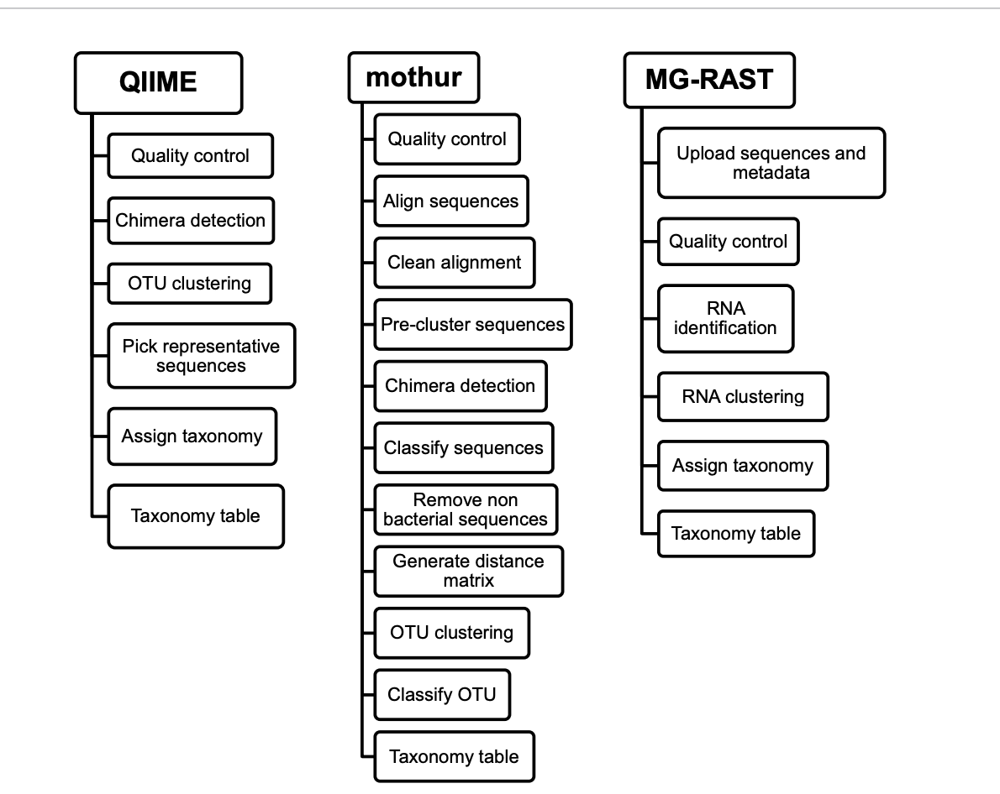 QIIME
Quality control
Chimera detection
OTU clustering
Pick representative
sequences
Assign taxonomy
Taxonomy table
mothur
Quality control
Align sequences
Clean alignment
Pre-cluster sequences
Chimera detection
Classify sequences
Remove non
bacterial sequences
Generate distance
matrix
OTU clustering
Classify OTU
Taxonomy table
MG-RAST
Upload sequences and
metadata
Quality control
RNA
identification
RNA clustering
Assign taxonomy
Taxonomy table